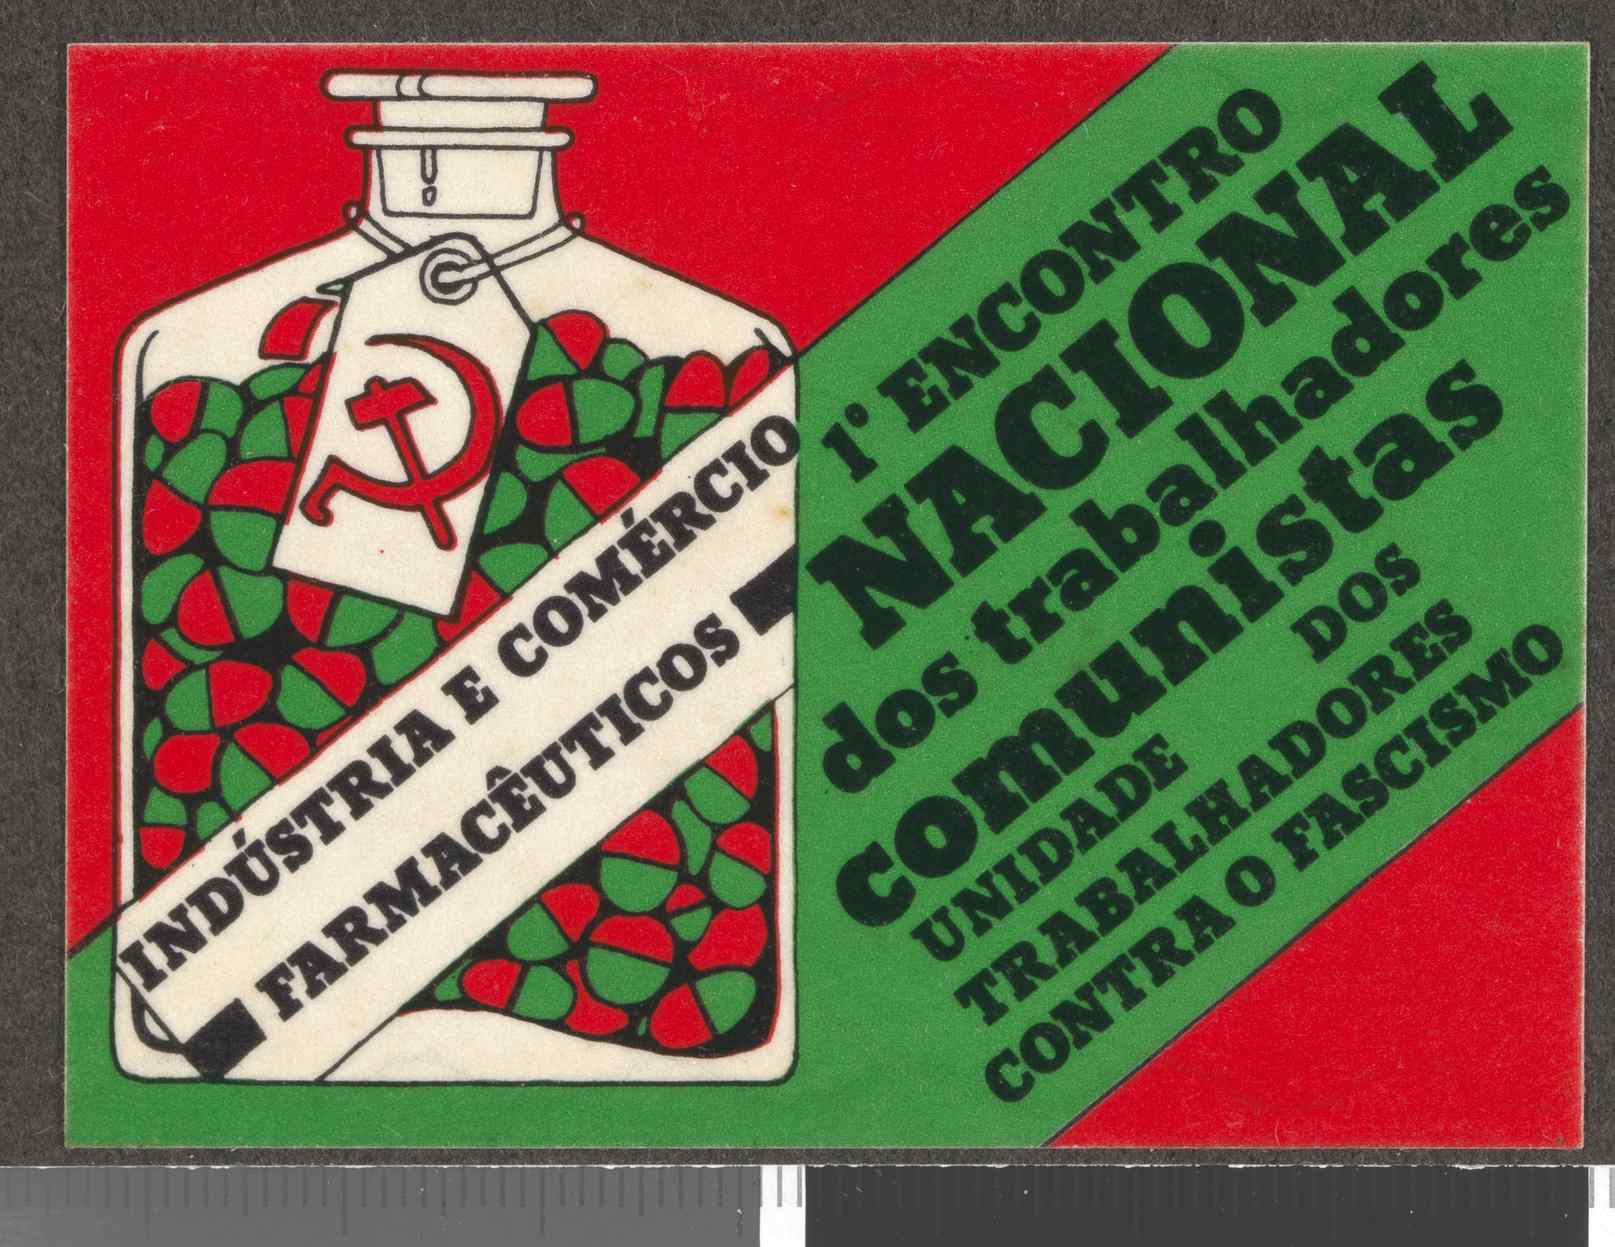 INDÚSTRIA E COMÉRCIO
FARMACÊUTICOS
1º ENCONTRO
NACIONAL
dos trabalhadores
comunistas
UNIDADE DOS
TRABALHADORES
CONTRA O FASCISMO